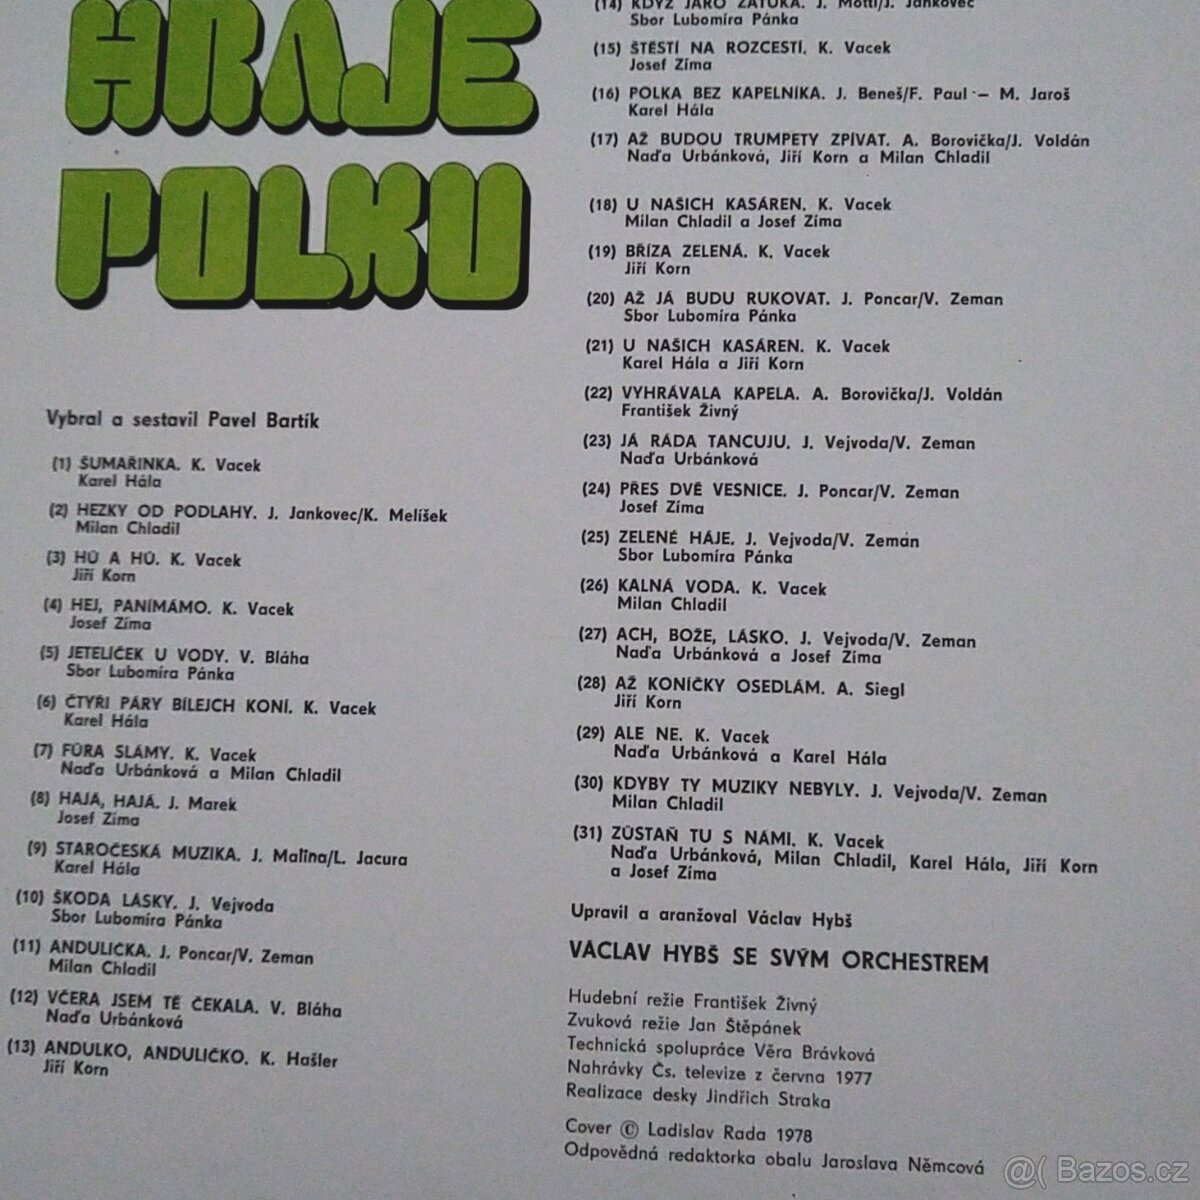 HRAJE
POLKU
Vybral a sestavil Pavel Bartík
(1) ŠUMAŘINKA. K. Vacek
Karel Hála
(2) HEZKY OD PODLAHY. J. Jankovec/K. Melíšek
Milan Chladil
(3) HÚ A HÚ. K. Vacek
Jiří Korn
(4) HEJ, PANÍMÁMO. K. Vacek
Josef Zíma
(5) JETELÍČEK U VODY. V. Bláha
Sbor Lubomíra Pánka
(6) ČTYŘI PÁRY BÍLEJCH KONÍ. K. Vacek
Karel Hála
(7) FŮRA SLÁMY. K. Vacek
Naďa Urbánková a Milan Chladil
(8) HAJA, HAJÁ. J. Marek
Josef Zíma
(9) STAROČESKÁ MUZIKA. J. Malina/L. Jacura
Karel Hála
(10) ŠKODA LÁSKY. J. Vejvoda
Sbor Lubomíra Pánka
(11) ANDULIČKA. J. Poncar/V. Zeman
Milan Chladil
(12) VČERA JSEM TĚ ČEKALA. V. Bláha
Naďa Urbánková
(13) ANDULKO, ANDULIČKO. K. Hašler
Jiří Korn
(14) KDYŽ JARO ZAŤUKÁ. J. Mottl/J. Jankovec
Sbor Lubomíra Pánka
(15) ŠTĚSTÍ NA ROZCESTÍ. K. Vacek
Josef Zíma
(16) POLKA BEZ KAPELNÍKA. J. Beneš/F. Paul – M. Jaroš
Karel Hála
(17) AŽ BUDOU TRUMPETY ZPÍVAT. A. Borovička/J. Voldán
Naďa Urbánková, Jiří Korn a Milan Chladil
(18) U NAŠICH KASÁREN. K. Vacek
Milan Chladil a Josef Zíma
(19) BŘÍZA ZELENÁ. K. Vacek
Jiří Korn
(20) AŽ JÁ BUDU RUKOVAT. J. Poncar/V. Zeman
Sbor Lubomíra Pánka
(21) U NAŠICH KASÁREN. K. Vacek
Karel Hála a Jiří Korn
(22) VYHRÁVALA KAPELA. A. Borovička/J. Voldán
František Živný
(23) JÁ RÁDA TANCUJU. J. Vejvoda/V. Zeman
Naďa Urbánková
(24) PŘES DVĚ VESNICE. J. Poncar/V. Zeman
Josef Zíma
(25) ZELENÉ HÁJE. J. Vejvoda/V. Zeman
Sbor Lubomíra Pánka
(26) KALNÁ VODA. K. Vacek
Milan Chladil
(27) ACH, BOŽE, LÁSKO. J. Vejvoda/V. Zeman
Naďa Urbánková a Josef Zíma
(28) AŽ KONÍČKY OSEDLÁM. A. Siegl
Jiří Korn
(29) ALE NE. K. Vacek
Naďa Urbánková a Karel Hála
(30) KDYBY TY MUZIKY NEBYLY. J. Vejvoda/V. Zeman
Milan Chladil
(31) ZŮSTAŇ TU S NÁMI. K. Vacek
Naďa Urbánková, Milan Chladil, Karel Hála, Jiří Korn
a Josef Zíma
Upravil a aranžoval Václav Hybš
VÁCLAV HYBŠ SE SVÝM ORCHESTREM
Hudební režie František Živný
Zvuková režie Jan Štěpánek
Technická spolupráce Věra Brávková
Nahrávky Čs. televize z června 1977
Realizace desky Jindřich Straka
Cover © Ladislav Rada 1978
Odpovědná redaktorka obalu Jaroslava Němcová
@( Bazos.cz